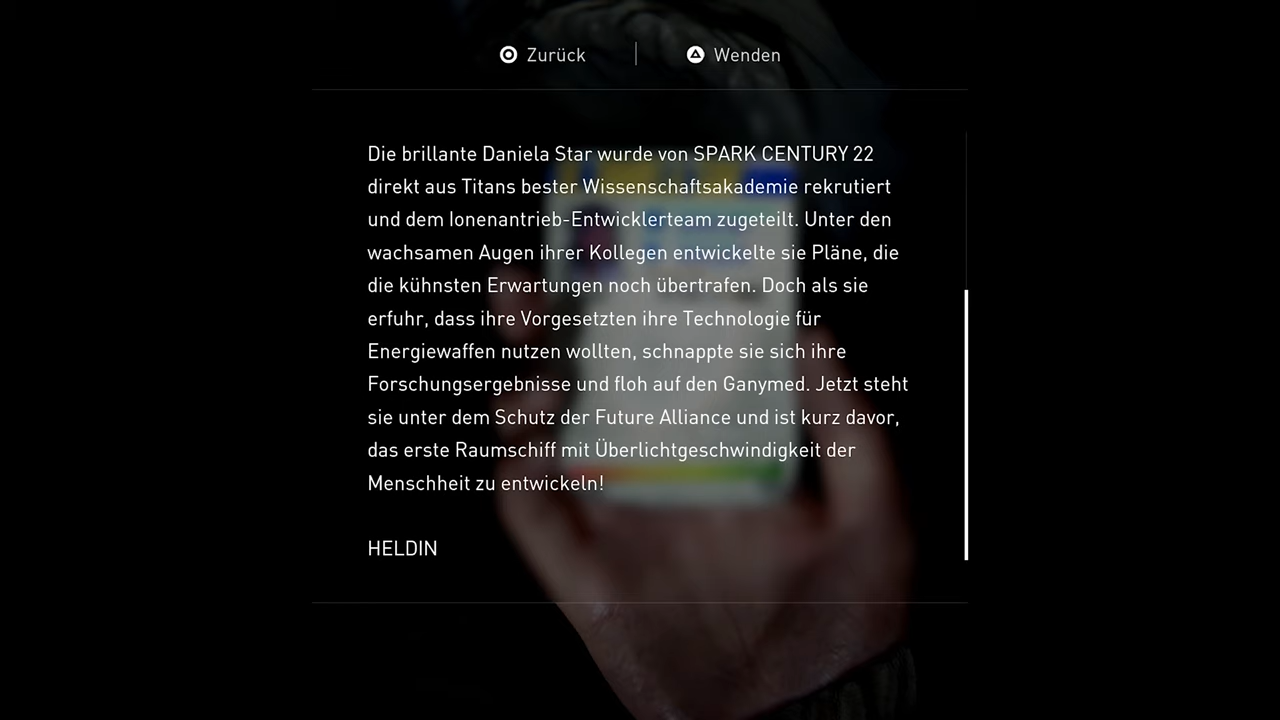 Zurück | Wenden
Die brillante Daniela Star wurde von SPARK CENTURY 22
direkt aus Titans bester Wissenschaftsakademie rekrutiert
und dem Ionenantrieb-Entwicklerteam zugeteilt. Unter den
wachsamen Augen ihrer Kollegen entwickelte sie Pläne, die
die kühnsten Erwartungen noch übertrafen. Doch als sie
erfuhr, dass ihre Vorgesetzten ihre Technologie für
Energiewaffen nutzen wollten, schnappte sie sich ihre
Forschungsergebnisse und floh auf den Ganymed. Jetzt steht
sie unter dem Schutz der Future Alliance und ist kurz davor,
das erste Raumschiff mit Überlichtgeschwindigkeit der
Menschheit zu entwickeln!
HELDIN